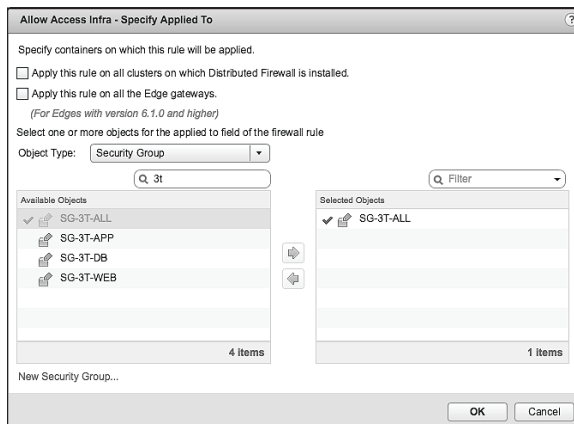 Allow Access Infra - Specify Applied To
?
Specify containers on which this rule will be applied.
Apply this rule on all clusters on which Distributed Firewall is installed.
Apply this rule on all the Edge gateways.
(For Edges with version 6.1.0 and higher)
Select one or more objects for the applied to field of the firewall rule
Object Type: Security Group
3t
Filter
Available Objects
SG-3T-ALL
SG-3T-APP
SG-3T-DB
SG-3T-WEB
4 items
Selected Objects
SG-3T-ALL
1 items
New Security Group...
OK
Cancel